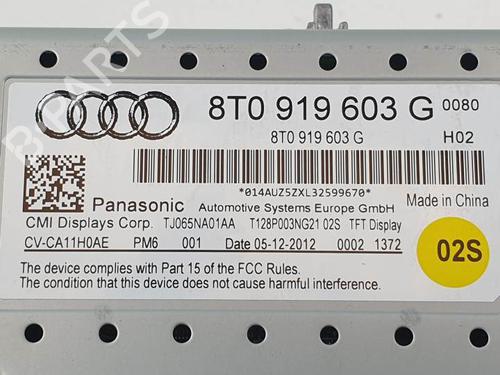 8T0 919 603 G 0080
8T0 919 603 G H02
*014AUZ5ZXL32599670*
Panasonic Automotive Systems Europe GmbH Made in China
CMI Displays Corp. TJ065NA01AA T128P003NG21 02S TFT Display
CV-CA11H0AE PM6 001 Date 05-12-2012 0002 1372
02S
The device complies with Part 15 of the FCC Rules.
The condition that this device does not cause harmful interference.
B-PARTS